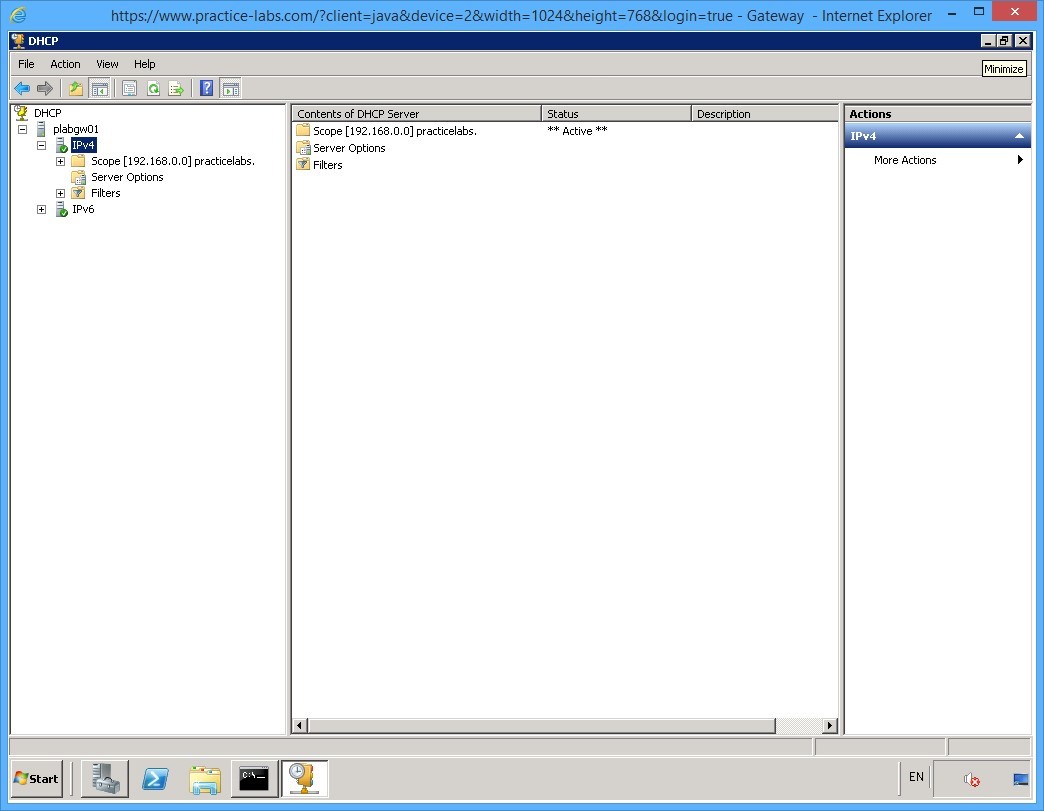 https://www.practice-labs.com/?client=java&device=2&width=1024&height=768&login=true - Gateway - Internet Explorer
DHCP
File Action View Help
Minimize
DHCP
plabgw01
IPv4
Scope [192.168.0.0] practicelabs.
Server Options
Filters
IPv6
Contents of DHCP Server Status Description
Scope [192.168.0.0] practicelabs. ** Active **
Server Options
Filters
Actions
IPv4
More Actions
Start
C:\_
EN